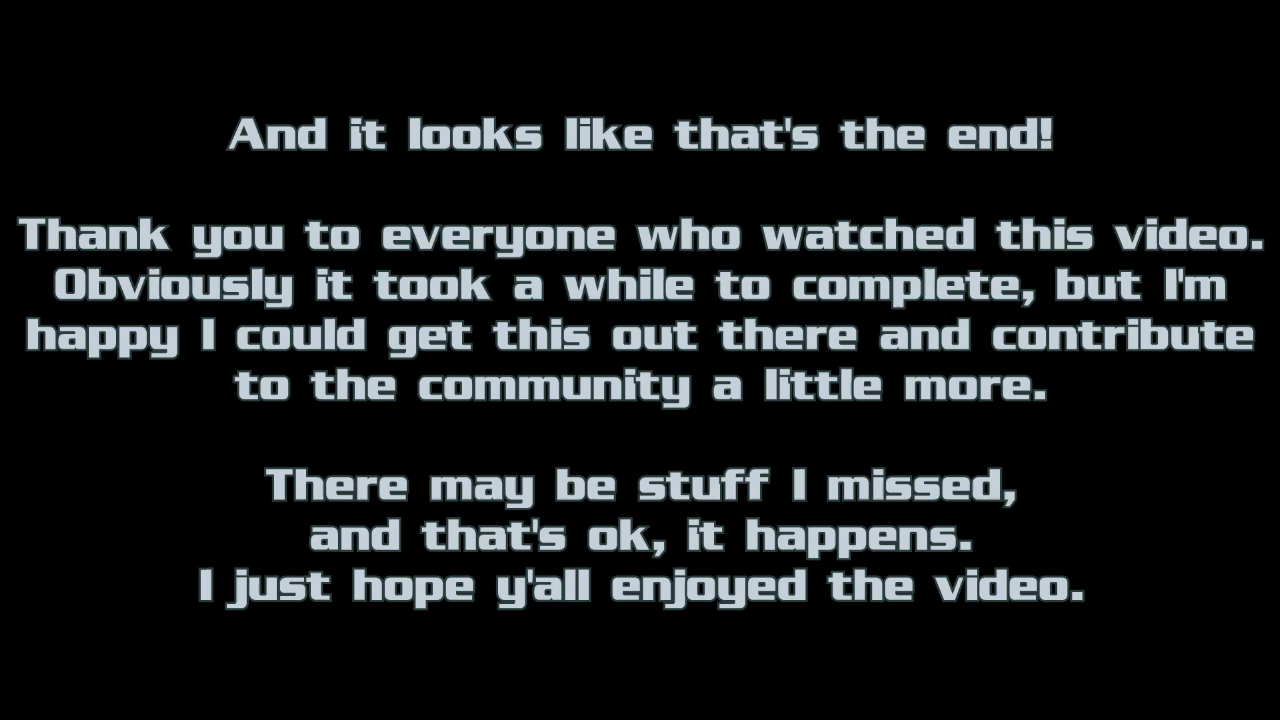 And it looks like that's the end!
Thank you to everyone who watched this video.
Obviously it took a while to complete, but I'm
happy I could get this out there and contribute
to the community a little more.
There may be stuff I missed,
and that's ok, it happens.
I just hope y'all enjoyed the video.